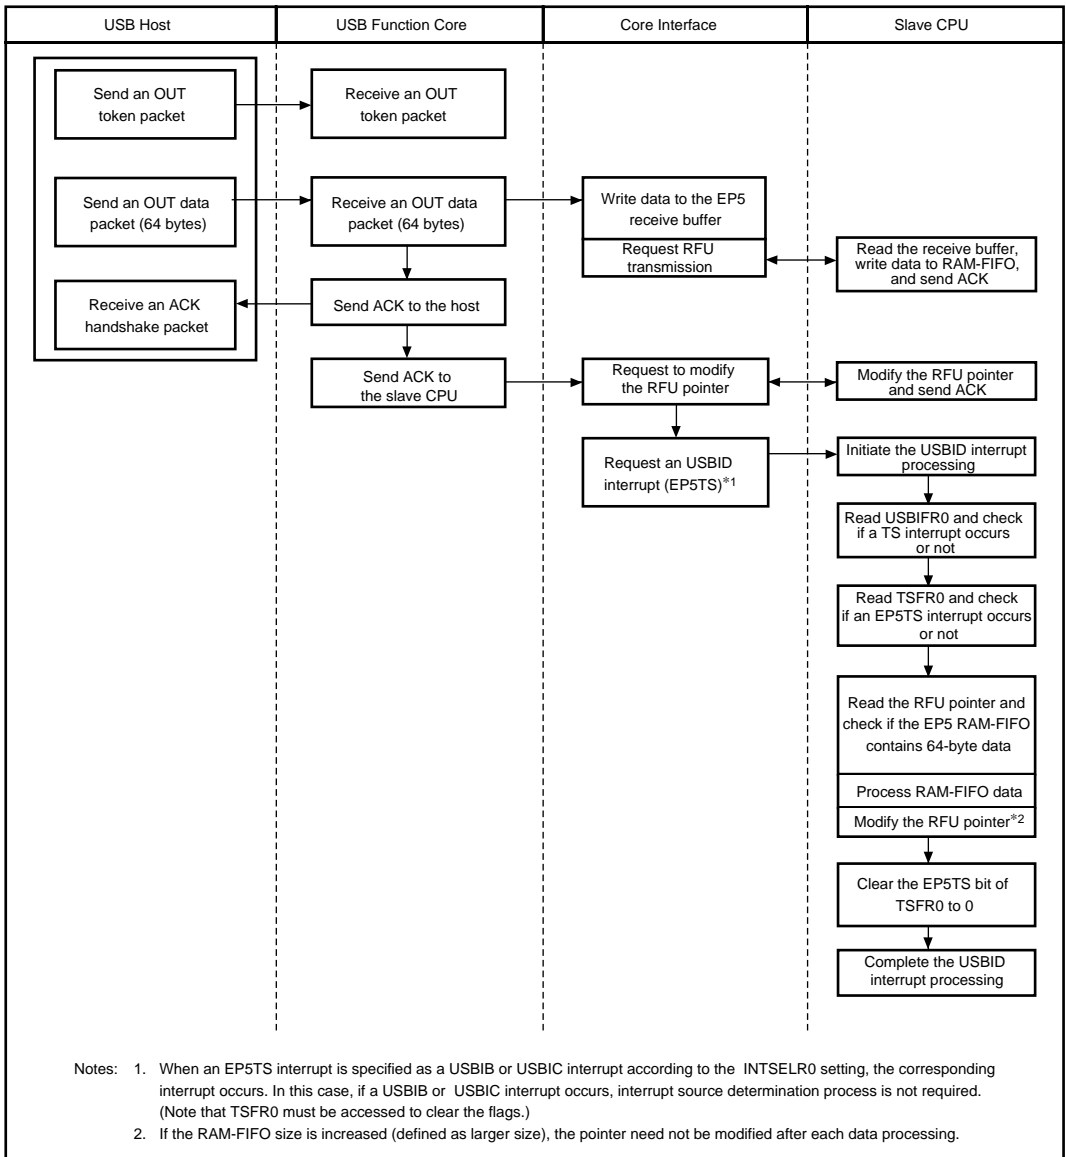 USB Host
USB Function Core
Core Interface
Slave CPU
Send an OUT
token packet
Receive an OUT
token packet
Send an OUT data
packet (64 bytes)
Receive an OUT data
packet (64 bytes)
Write data to the EP5
receive buffer
Request RFU
transmission
Read the receive buffer,
write data to RAM-FIFO,
and send ACK
Receive an ACK
handshake packet
Send ACK to the host
Send ACK to
the slave CPU
Request to modify
the RFU pointer
Modify the RFU pointer
and send ACK
Request an USBID
interrupt (EP5TS)*1
Initiate the USBID interrupt
processing
Read USBIFR0 and check
if a TS interrupt occurs
or not
Read TSFR0 and check
if an EP5TS interrupt occurs
or not
Read the RFU pointer and
check if the EP5 RAM-FIFO
contains 64-byte data
Process RAM-FIFO data
Modify the RFU pointer*2
Clear the EP5TS bit of
TSFR0 to 0
Complete the USBID
interrupt processing
Notes: 1. When an EP5TS interrupt is specified as a USBIB or USBIC interrupt according to the INTSELR0 setting, the corresponding
interrupt occurs. In this case, if a USBIB or USBIC interrupt occurs, interrupt source determination process is not required.
(Note that TSFR0 must be accessed to clear the flags.)
2. If the RAM-FIFO size is increased (defined as larger size), the pointer need not be modified after each data processing.